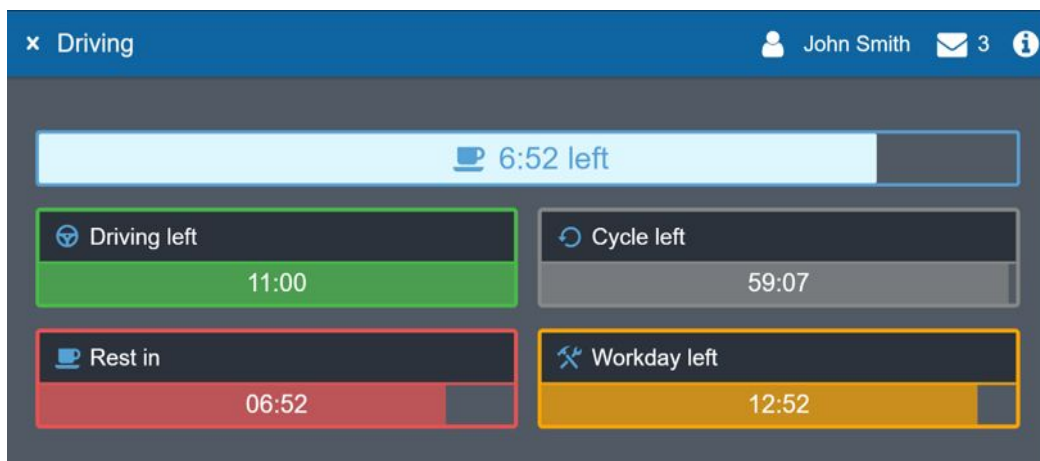 × Driving
John Smith
3
6:52 left
Driving left
11:00
Cycle left
59:07
Rest in
06:52
Workday left
12:52